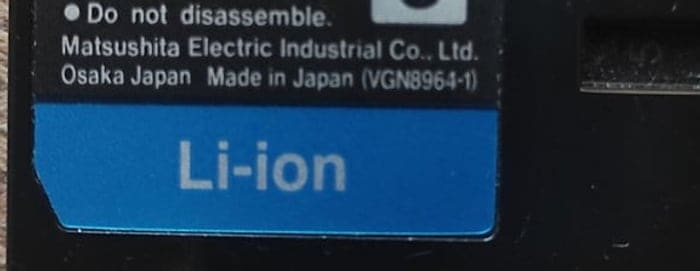 ● Do not disassemble.
Matsushita Electric Industrial Co., Ltd.
Osaka Japan Made in Japan (VGN8964-1)
Li-ion